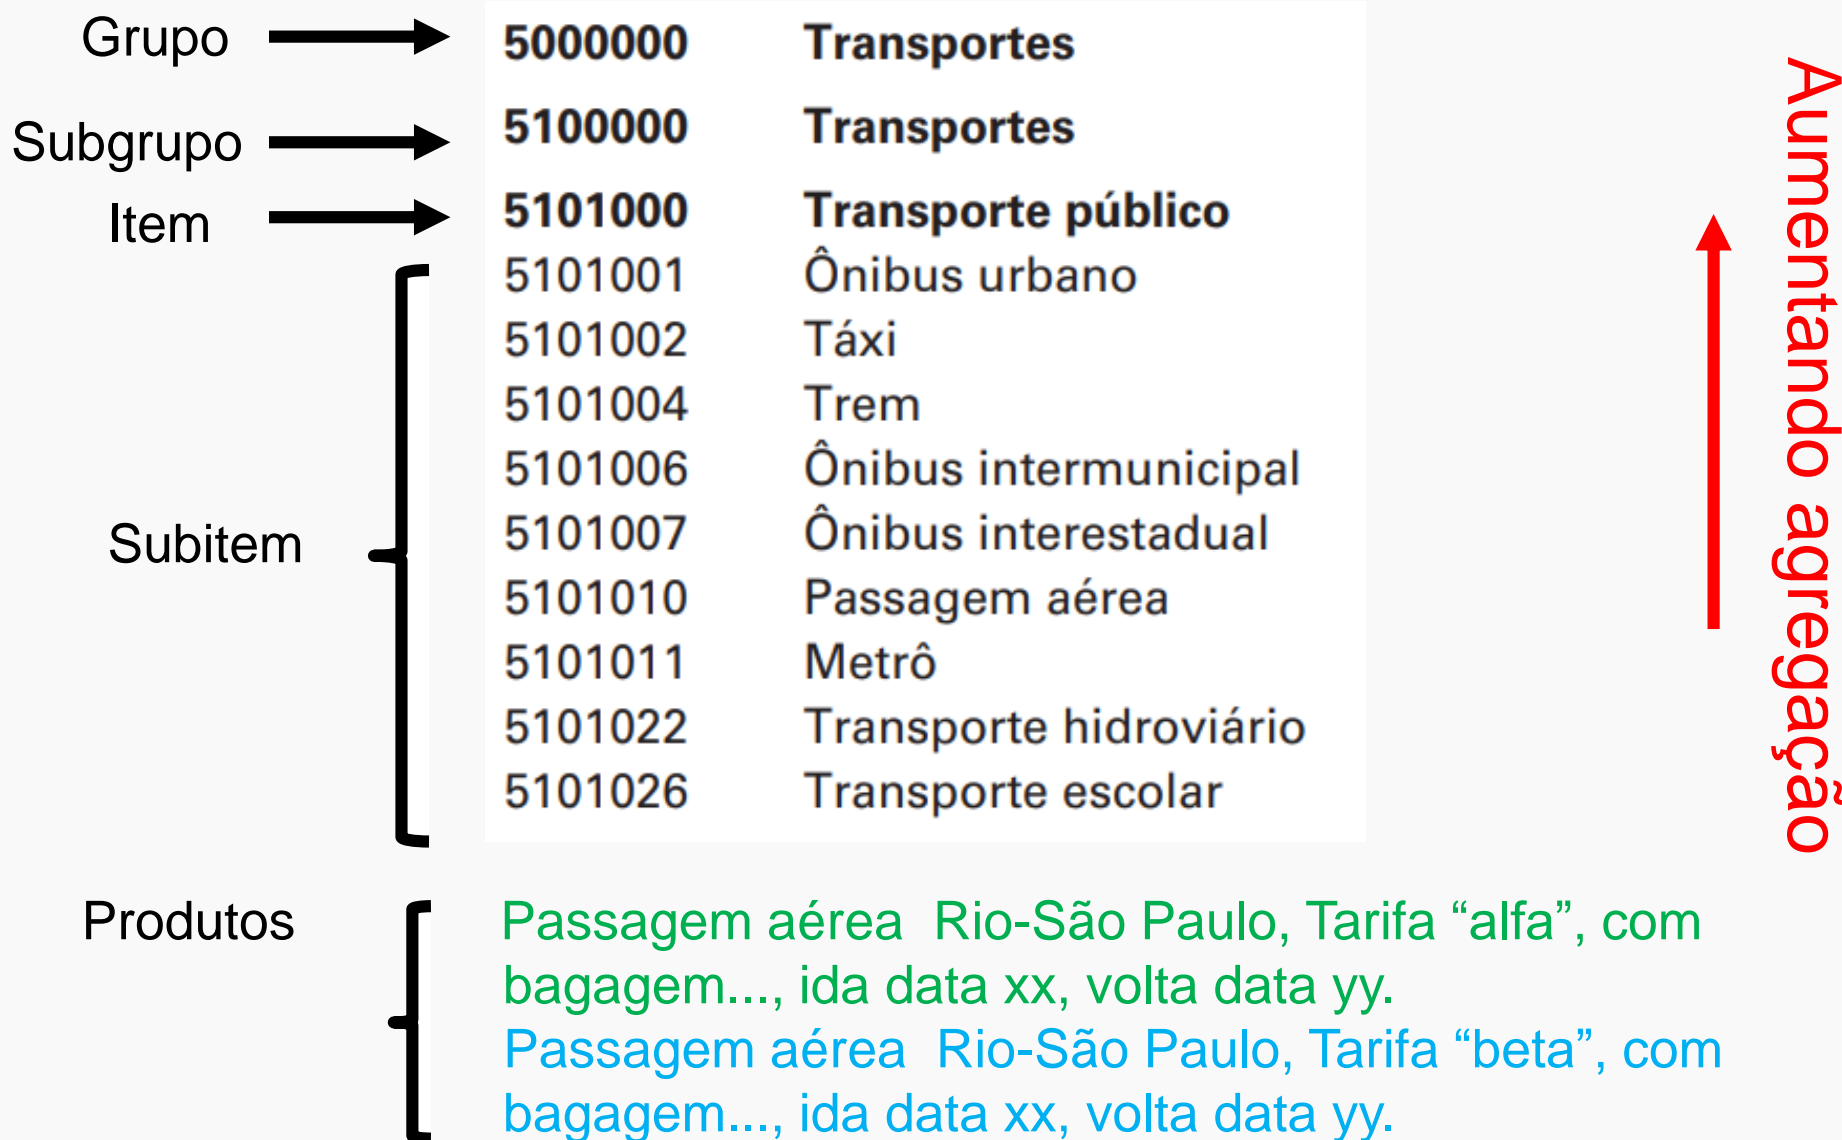 Grupo 5000000 Transportes
Subgrupo 5100000 Transportes
Item 5101000 Transporte público
5101001 Ônibus urbano
5101002 Táxi
5101004 Trem
5101006 Ônibus intermunicipal
Subitem 5101007 Ônibus interestadual
5101010 Passagem aérea
5101011 Metrô
5101022 Transporte hidroviário
5101026 Transporte escolar
Produtos Passagem aérea Rio-São Paulo, Tarifa “alfa”, com
bagagem..., ida data xx, volta data yy.
Passagem aérea Rio-São Paulo, Tarifa “beta”, com
bagagem..., ida data xx, volta data yy.
Aumentando agregação